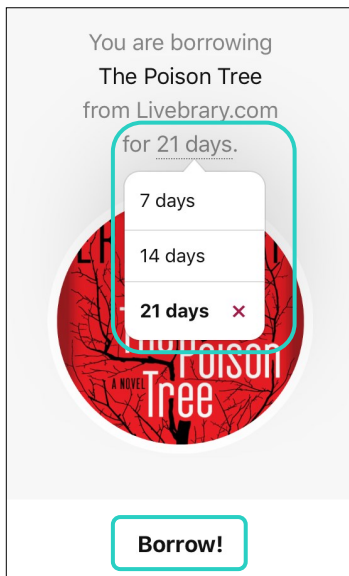 You are borrowing
The Poison Tree
from Livebrary.com
for 21 days.
7 days
14 days
21 days ×
Poison
A NOVEL
Tree
Borrow!